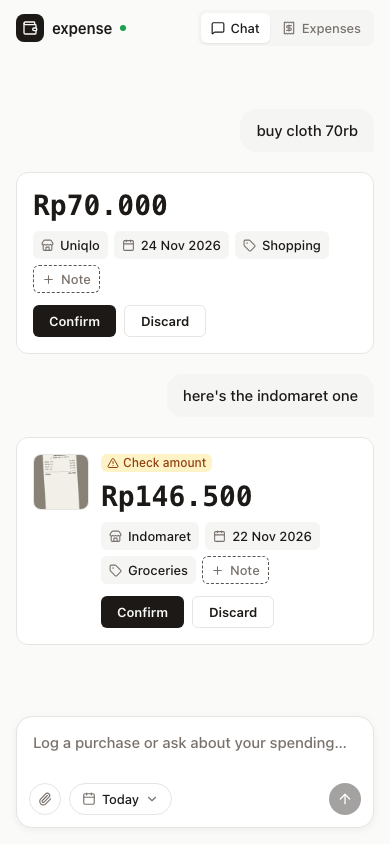 expense
Chat
Expenses
buy cloth 70rb
Rp70.000
Uniqlo
24 Nov 2026
Shopping
+ Note
Confirm
Discard
here's the indomaret one
Check amount
Rp146.500
Indomaret
22 Nov 2026
Groceries
+ Note
Confirm
Discard
Log a purchase or ask about your spending...
Today